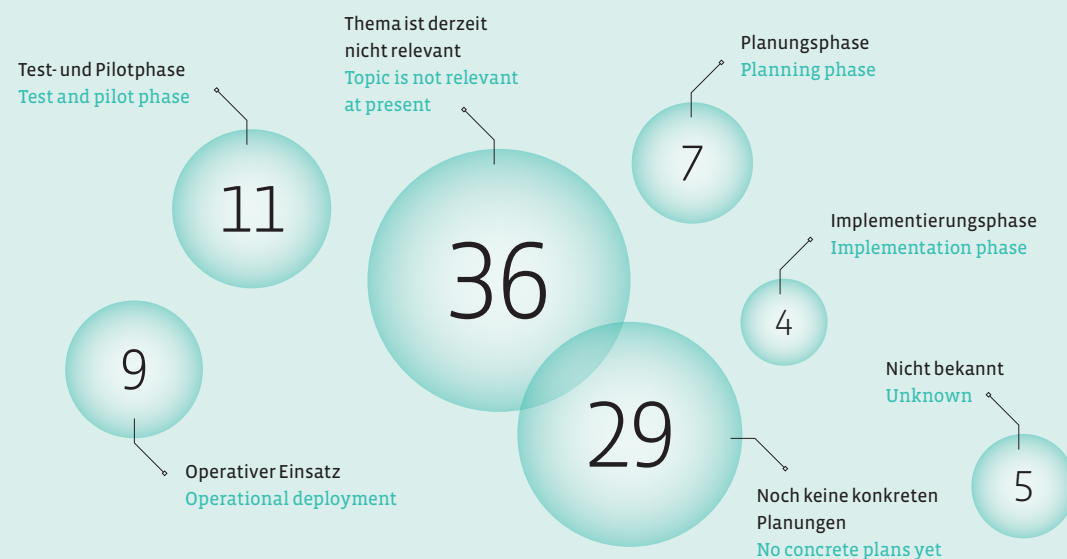 Test- und Pilotphase
Test and pilot phase
11
Thema ist derzeit
nicht relevant
Topic is not relevant
at present
36
Planungsphase
Planning phase
7
Implementierungsphase
Implementation phase
4
9
Operativer Einsatz
Operational deployment
29
Noch keine konkreten
Planungen
No concrete plans yet
Nicht bekannt
Unknown
5